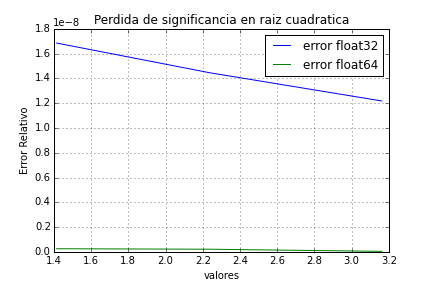 Perdida de significancia en raiz cuadratica
1e−8
1.8
1.6
1.4
1.2
1.0
0.8
0.6
0.4
0.2
0.0
Error Relativo
error float32
error float64
1.4 1.6 1.8 2.0 2.2 2.4 2.6 2.8 3.0 3.2
valores